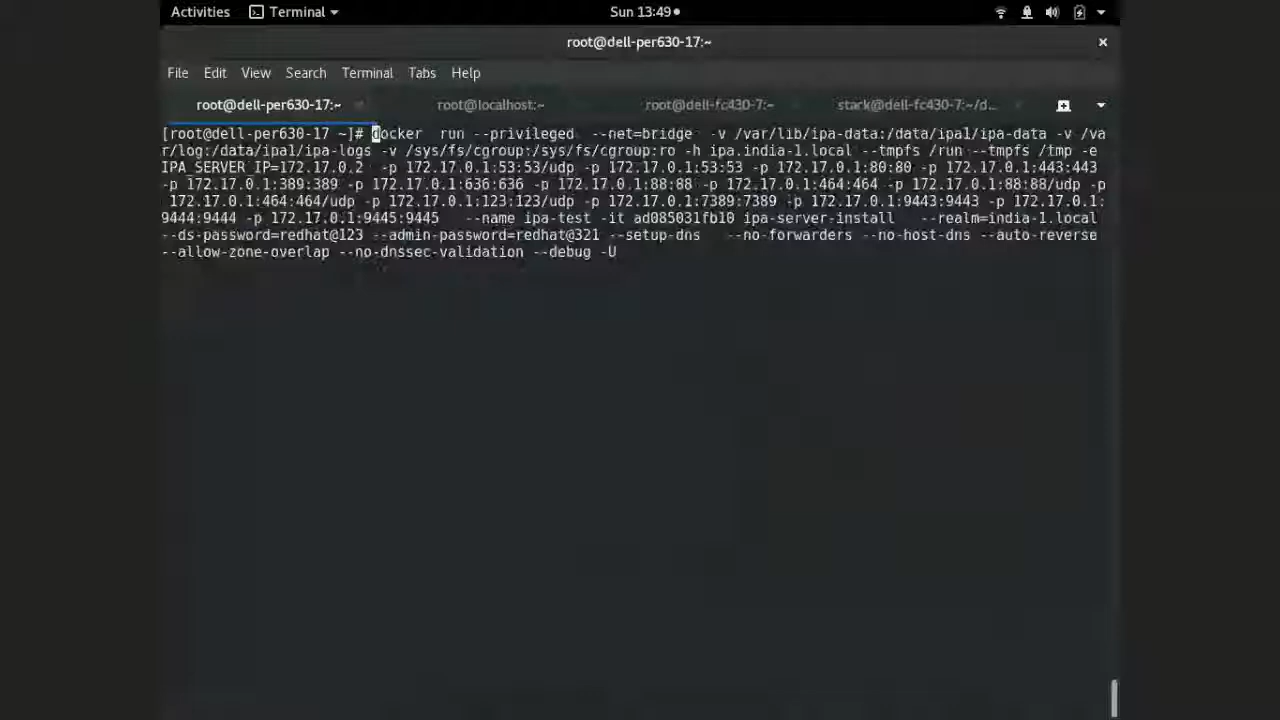 Activities Terminal Sun 13:49
root@dell-per630-17:~
File Edit View Search Terminal Tabs Help
root@dell-per630-17:~ root@localhost:~ root@dell-fc430-7:~ stack@dell-fc430-7:~/d...
[root@dell-per630-17 ~]# docker  run --privileged  --net=bridge  -v /var/lib/ipa-data:/data/ipa1/ipa-data -v /va
r/log:/data/ipa1/ipa-logs -v /sys/fs/cgroup:/sys/fs/cgroup:ro -h ipa.india-1.local --tmpfs /run --tmpfs /tmp -e
IPA_SERVER_IP=172.17.0.2  -p 172.17.0.1:53:53/udp -p 172.17.0.1:53:53 -p 172.17.0.1:80:80 -p 172.17.0.1:443:443
-p 172.17.0.1:389:389 -p 172.17.0.1:636:636 -p 172.17.0.1:88:88 -p 172.17.0.1:464:464 -p 172.17.0.1:88:88/udp -p
172.17.0.1:464:464/udp -p 172.17.0.1:123:123/udp -p 172.17.0.1:7389:7389 -p 172.17.0.1:9443:9443 -p 172.17.0.1:
9444:9444 -p 172.17.0.1:9445:9445   --name ipa-test -it ad085031fb10 ipa-server-install   --realm=india-1.local
--ds-password=redhat@123 --admin-password=redhat@321 --setup-dns   --no-forwarders --no-host-dns --auto-reverse
--allow-zone-overlap --no-dnssec-validation --debug -U